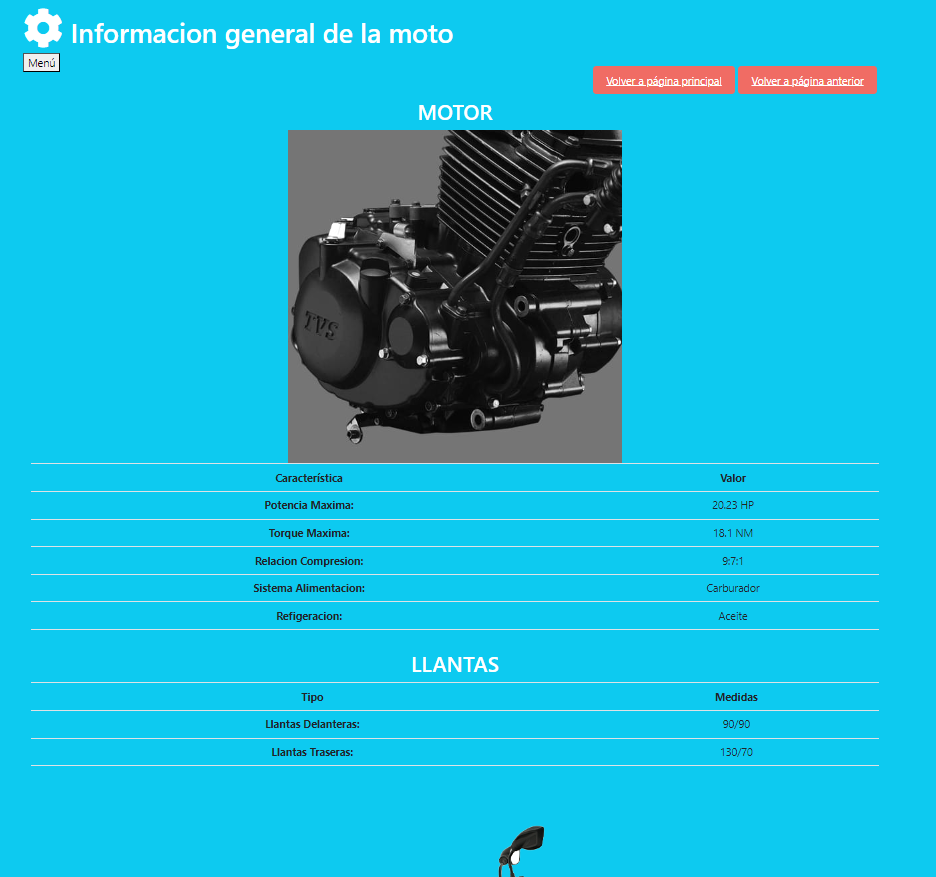 Informacion general de la moto
Menú
Volver a página principal Volver a página anterior
MOTOR
TVS
Característica Valor
Potencia Maxima: 20.23 HP
Torque Maxima: 18.1 NM
Relacion Compresion: 9:7:1
Sistema Alimentacion: Carburador
Refigeracion: Aceite
LLANTAS
Tipo Medidas
Llantas Delanteras: 90/90
Llantas Traseras: 130/70